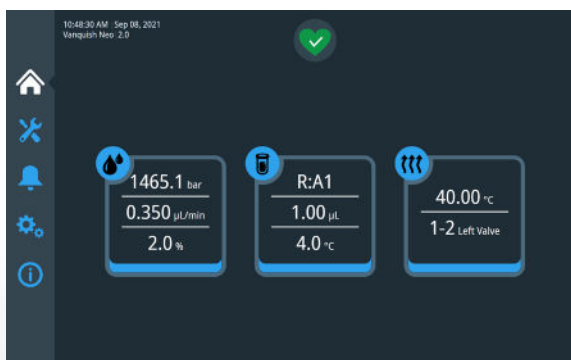 10:48:30 AM Sep 08, 2021
Vanquish Neo 2.0
1465.1 bar
0.350 µL/min
2.0 %
R:A1
1.00 µL
4.0 °C
40.00 °C
1-2 Left Valve